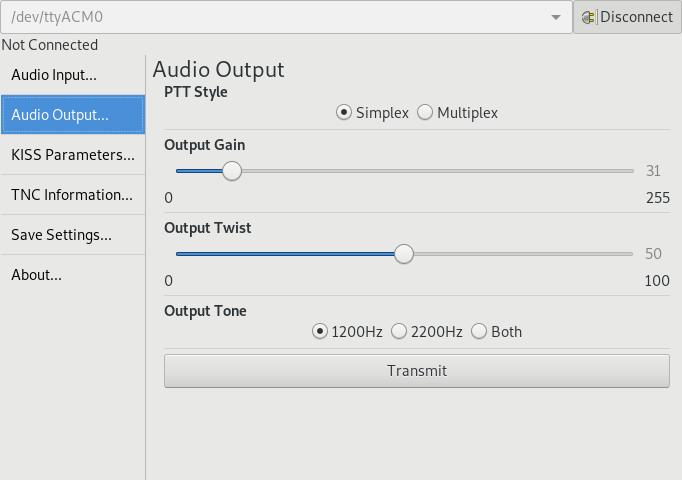 /dev/ttyACM0 Disconnect
Not Connected
Audio Input...
Audio Output...
KISS Parameters...
TNC Information...
Save Settings...
About...
Audio Output
PTT Style
Simplex Multiplex
Output Gain
31
0 255
Output Twist
50
0 100
Output Tone
1200Hz 2200Hz Both
Transmit